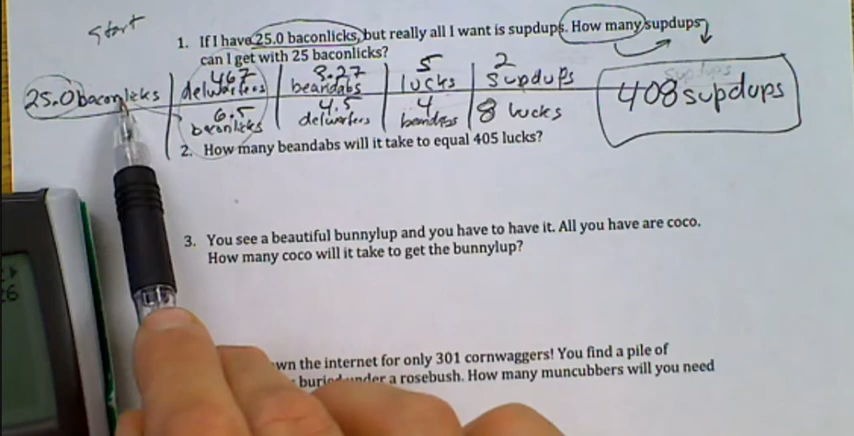 Start
1. If I have 25.0 baconlicks, but really all I want is supdups. How many supdups
can I get with 25 baconlicks?
25.0 baconlicks | 467 delwarfers | 3.27 beandabs | 5 lucks | 2 supdups
6.5 baconlicks | 4.5 delwarfers | 4 beandabs | 8 lucks
408 supdups
2. How many beandabs will it take to equal 405 lucks?
3. You see a beautiful bunnylup and you have to have it. All you have are coco.
How many coco will it take to get the bunnylup?
wn the internet for only 301 cornwaggers! You find a pile of
buried under a rosebush. How many muncubbers will you need